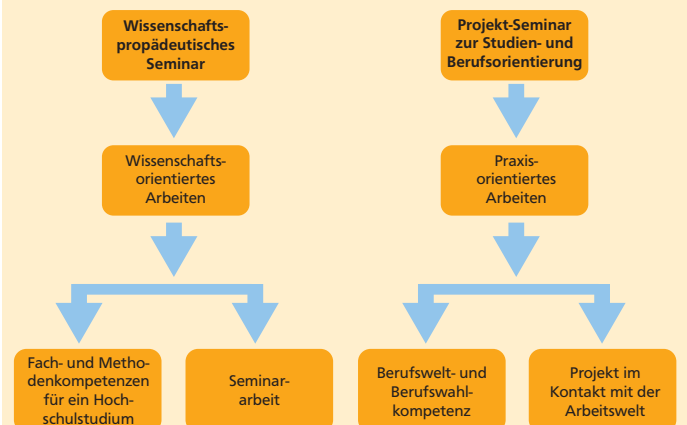 Wissenschafts-
propädeutisches
Seminar
Projekt-Seminar
zur Studien- und
Berufsorientierung
Wissenschafts-
orientiertes
Arbeiten
Praxis-
orientiertes
Arbeiten
Fach- und Metho-
denkompetenzen
für ein Hoch-
schulstudium
Seminar-
arbeit
Berufswelt- und
Berufswahl-
kompetenz
Projekt im
Kontakt mit der
Arbeitswelt